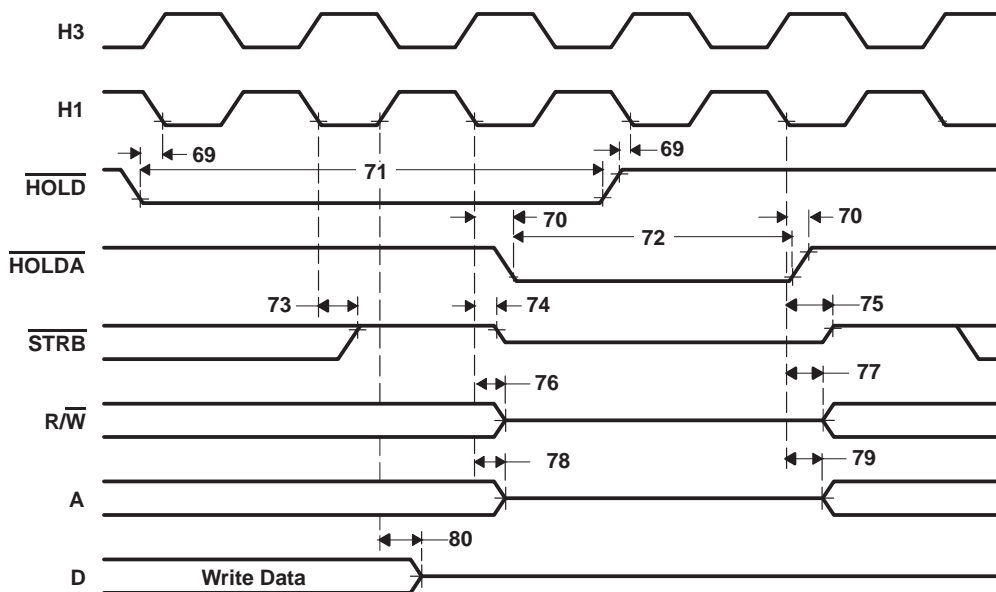 H3
H1
69 69
HOLD 71
70 70
72
HOLDA
73 74 75
STRB
76 77
R/W
78 79
A
80
D Write Data